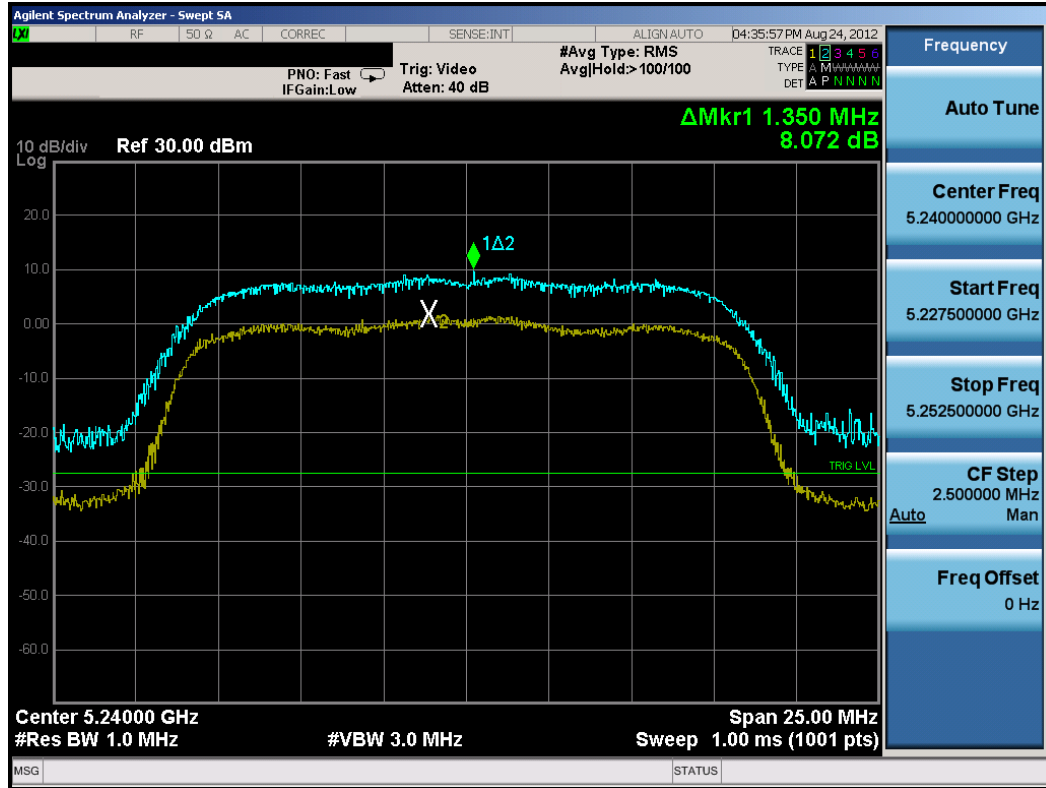 Agilent Spectrum Analyzer - Swept SA
LXI RF 50 Ω AC CORREC SENSE:INT ALIGN AUTO 04:35:57 PM Aug 24, 2012
PNO: Fast
IFGain:Low
Trig: Video
Atten: 40 dB
#Avg Type: RMS
Avg|Hold:>100/100
TRACE 1 2 3 4 5 6
TYPE A M W W W W
DET A P N N N N
ΔMkr1 1.350 MHz
8.072 dB
10 dB/div
Log
Ref 30.00 dBm
20.0
10.0
0.00
-10.0
-20.0
-30.0
-40.0
-50.0
-60.0
1Δ2
X2
TRIG LVL
Center 5.24000 GHz
Span 25.00 MHz
#Res BW 1.0 MHz
#VBW 3.0 MHz
Sweep 1.00 ms (1001 pts)
MSG
STATUS
Frequency
Auto Tune
Center Freq
5.240000000 GHz
Start Freq
5.227500000 GHz
Stop Freq
5.252500000 GHz
CF Step
2.500000 MHz
Auto Man
Freq Offset
0 Hz